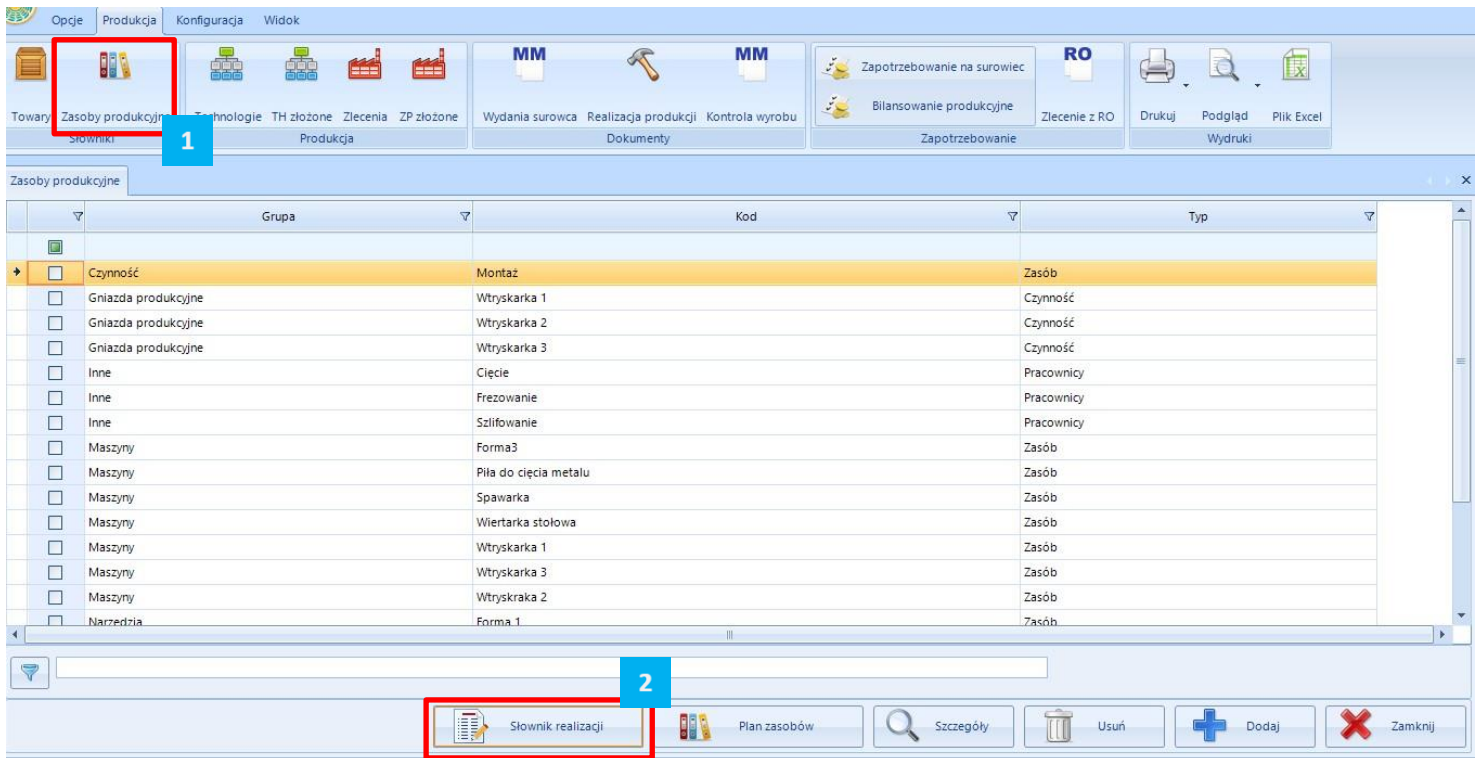 Opcje Produkcja Konfiguracja Widok
MM MM RO
Zapotrzebowanie na surowiec
Bilansowanie produkcyjne
Towary Zasoby produkcyjne Technologie TH złożone Zlecenia ZP złożone Wydania surowca Realizacja produkcji Kontrola wyrobu Zlecenie z RO Drukuj Podgląd Plik Excel
1
Słowniki Produkcja Dokumenty Zapotrzebowanie Wydruki
Zasoby produkcyjne
Grupa Kod Typ
Czynność Montaż Zasób
Gniazda produkcyjne Wtryskarka 1 Czynność
Gniazda produkcyjne Wtryskarka 2 Czynność
Gniazda produkcyjne Wtryskarka 3 Czynność
Inne Cięcie Pracownicy
Inne Frezowanie Pracownicy
Inne Szlifowanie Pracownicy
Maszyny Forma3 Zasób
Maszyny Piła do cięcia metalu Zasób
Maszyny Spawarka Zasób
Maszyny Wiertarka stołowa Zasób
Maszyny Wtryskarka 1 Zasób
Maszyny Wtryskarka 3 Zasób
Maszyny Wtryskraka 2 Zasób
Narzędzia Forma 1 Zasób
2
Słownik realizacji Plan zasobów Szczegóły Usuń Dodaj Zamknij